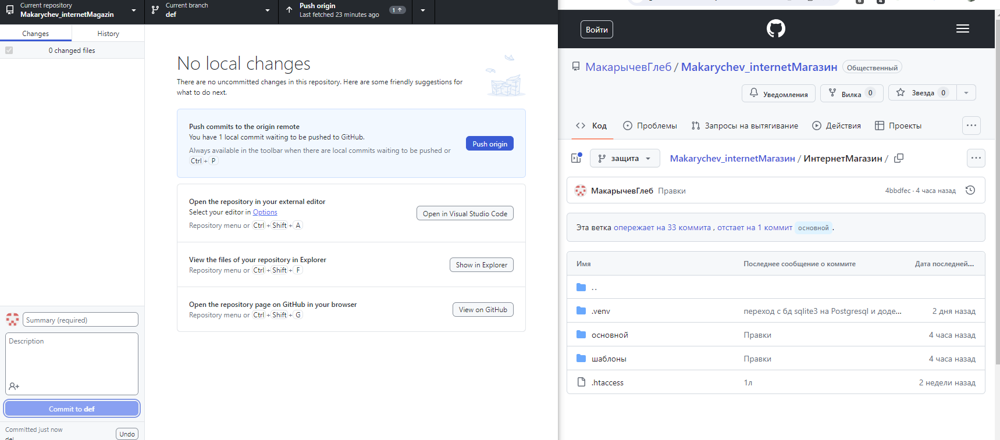 Current repository
Makarychev_internetMagazin
Current branch
def
Push origin
Last fetched 23 minutes ago
1
Changes
History
0 changed files
No local changes
There are no uncommitted changes in this repository. Here are some friendly suggestions for
what to do next.
Push commits to the origin remote
You have 1 local commit waiting to be pushed to GitHub.
Always available in the toolbar when there are local commits waiting to be pushed or
Ctrl + P
Push origin
Open the repository in your external editor
Select your editor in Options
Repository menu or Ctrl + Shift + A
Open in Visual Studio Code
View the files of your repository in Explorer
Repository menu or Ctrl + Shift + F
Show in Explorer
Open the repository page on GitHub in your browser
Repository menu or Ctrl + Shift + G
View on GitHub
Summary (required)
Description
Commit to def
Committed just now
Undo
6
4
Войти
МакарычевГлеб / Makarychev_internetМагазин
Общественный
Уведомления
Вилка 0
Звезда 0
Код
Проблемы
Запросы на вытягивание
Действия
Проекты
защита
Makarychev_internetМагазин / ИнтернетМагазин /
МакарычевГлеб Правки
4bbdfec · 4 часа назад
Эта ветка опережает на 33 коммита , отстает на 1 коммит основной .
Имя Последнее сообщение о коммите Дата последней...
. .
.venv переход с бд sqlite3 на Postgresql и доде... 2 дня назад
основной Правки 4 часа назад
шаблоны Правки 4 часа назад
.htaccess 1л 2 недели назад